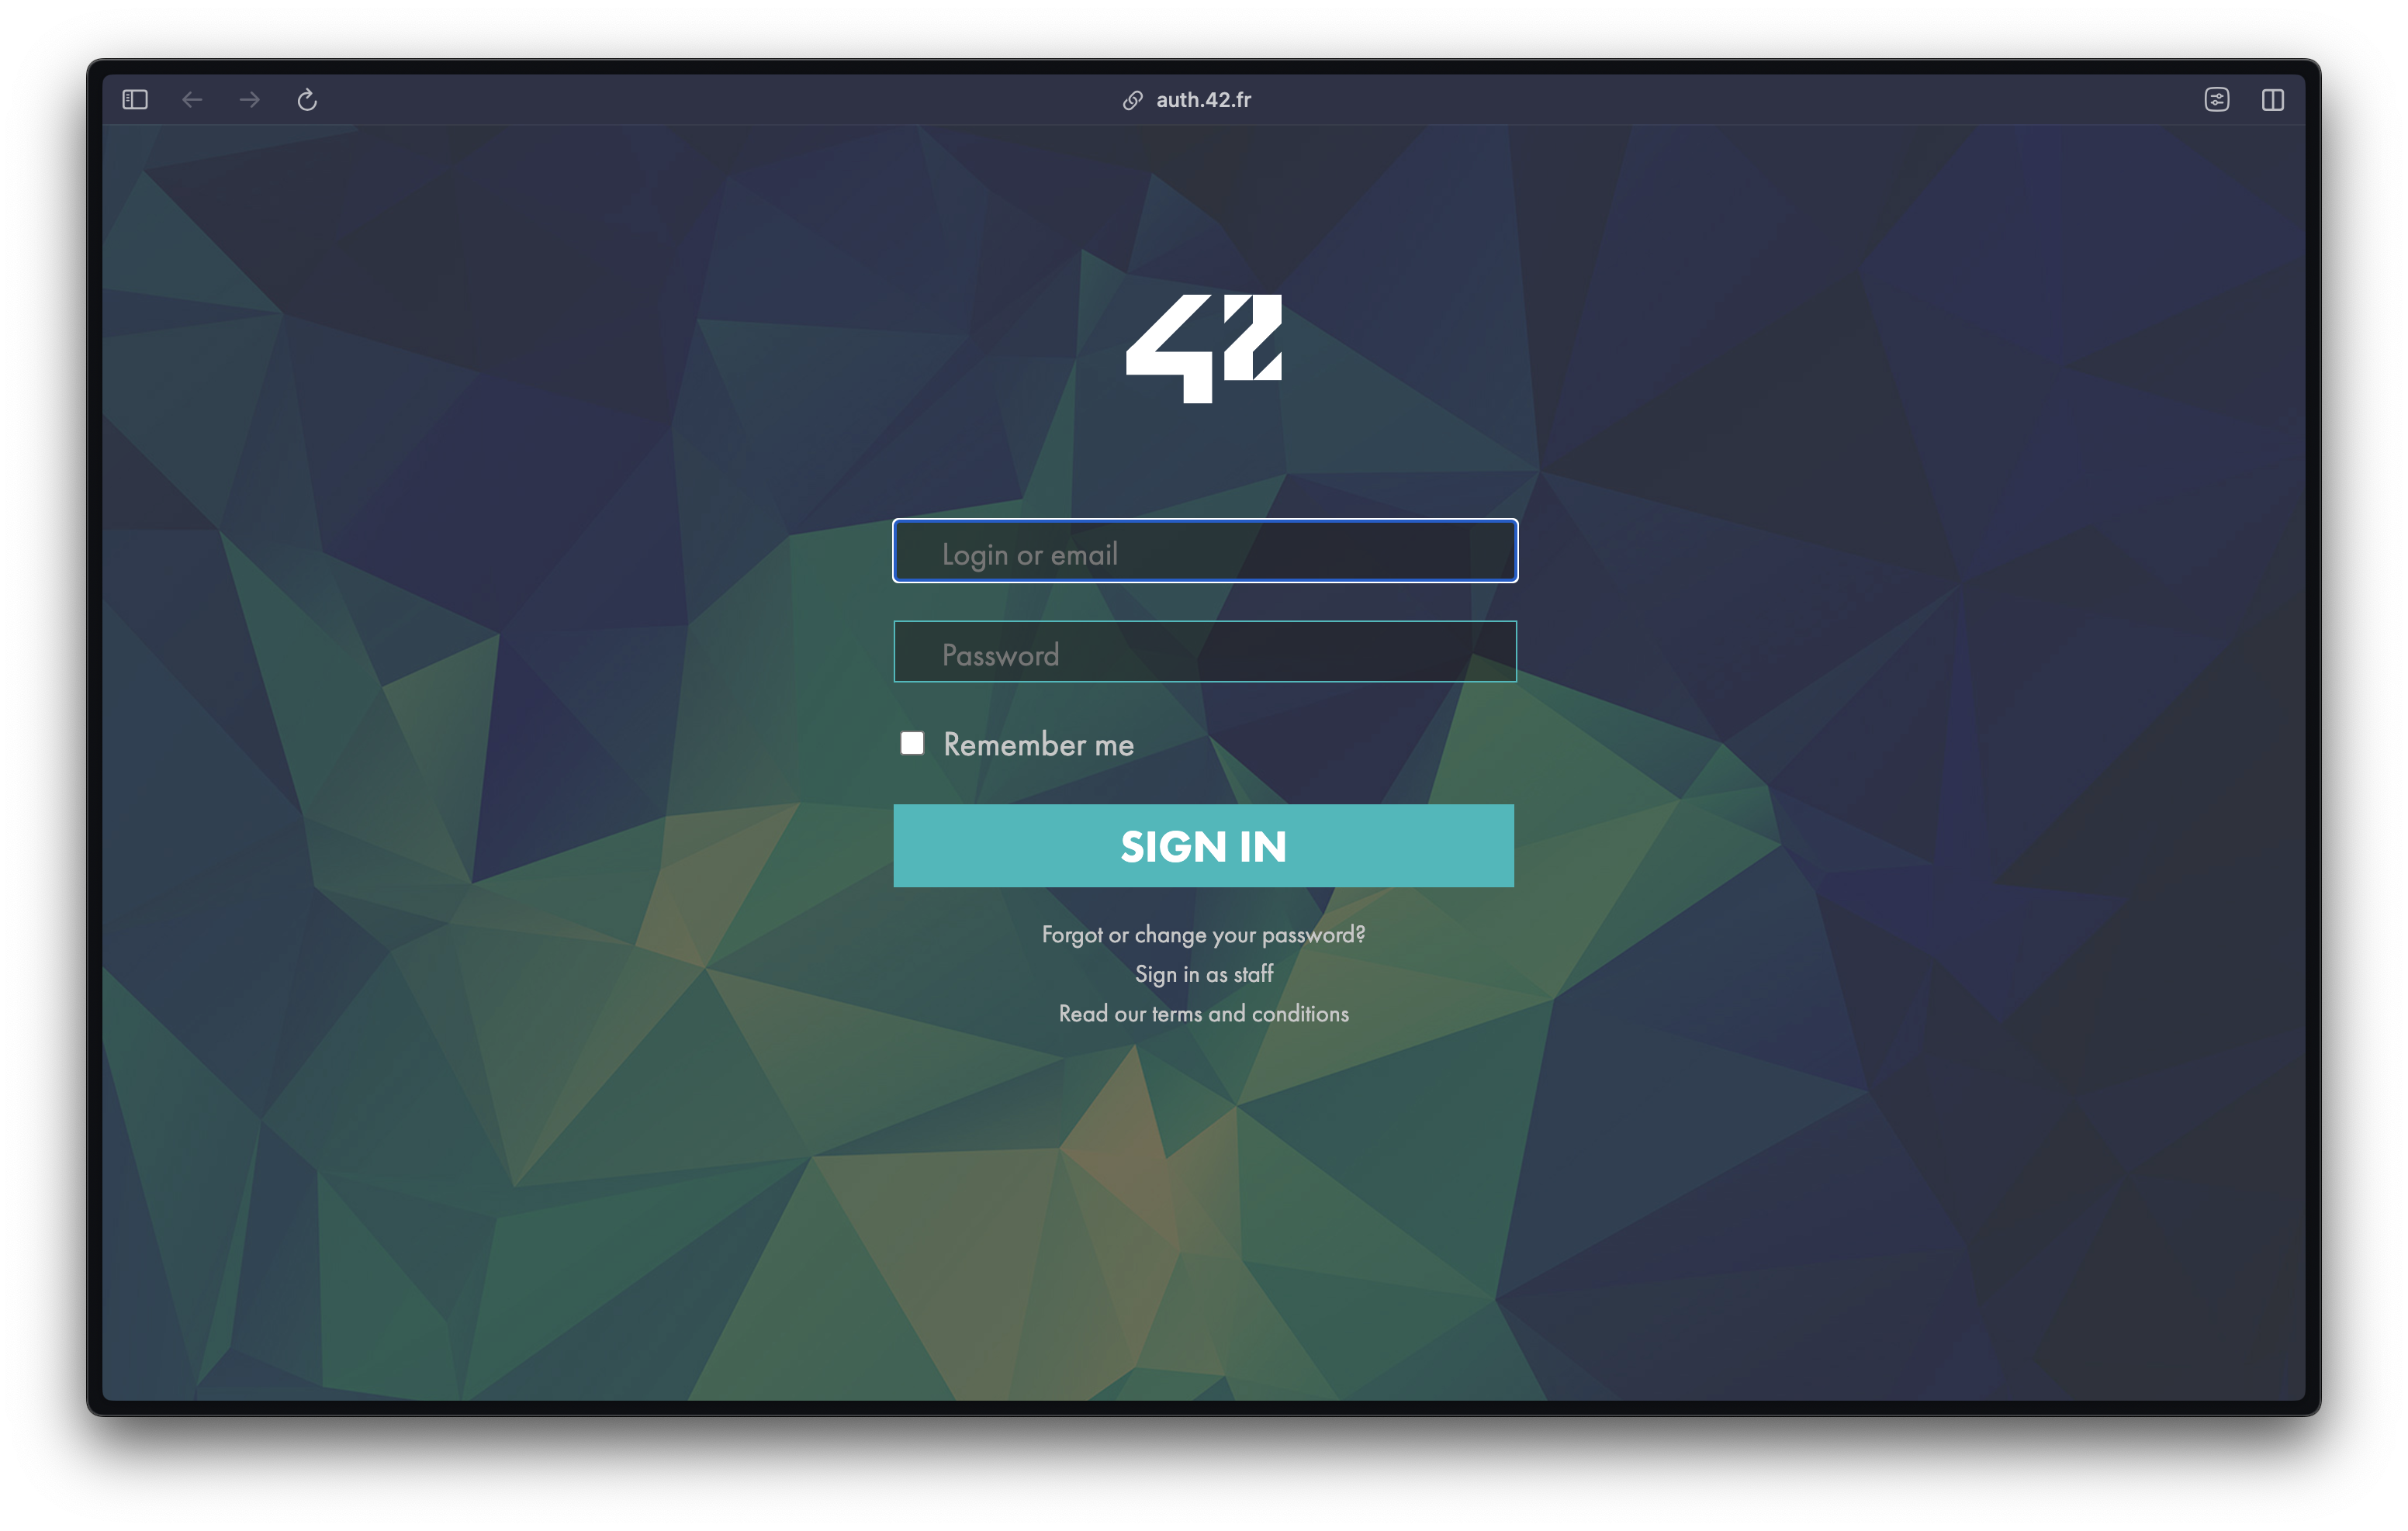 auth.42.fr
42
Login or email
Password
Remember me
SIGN IN
Forgot or change your password?
Sign in as staff
Read our terms and conditions